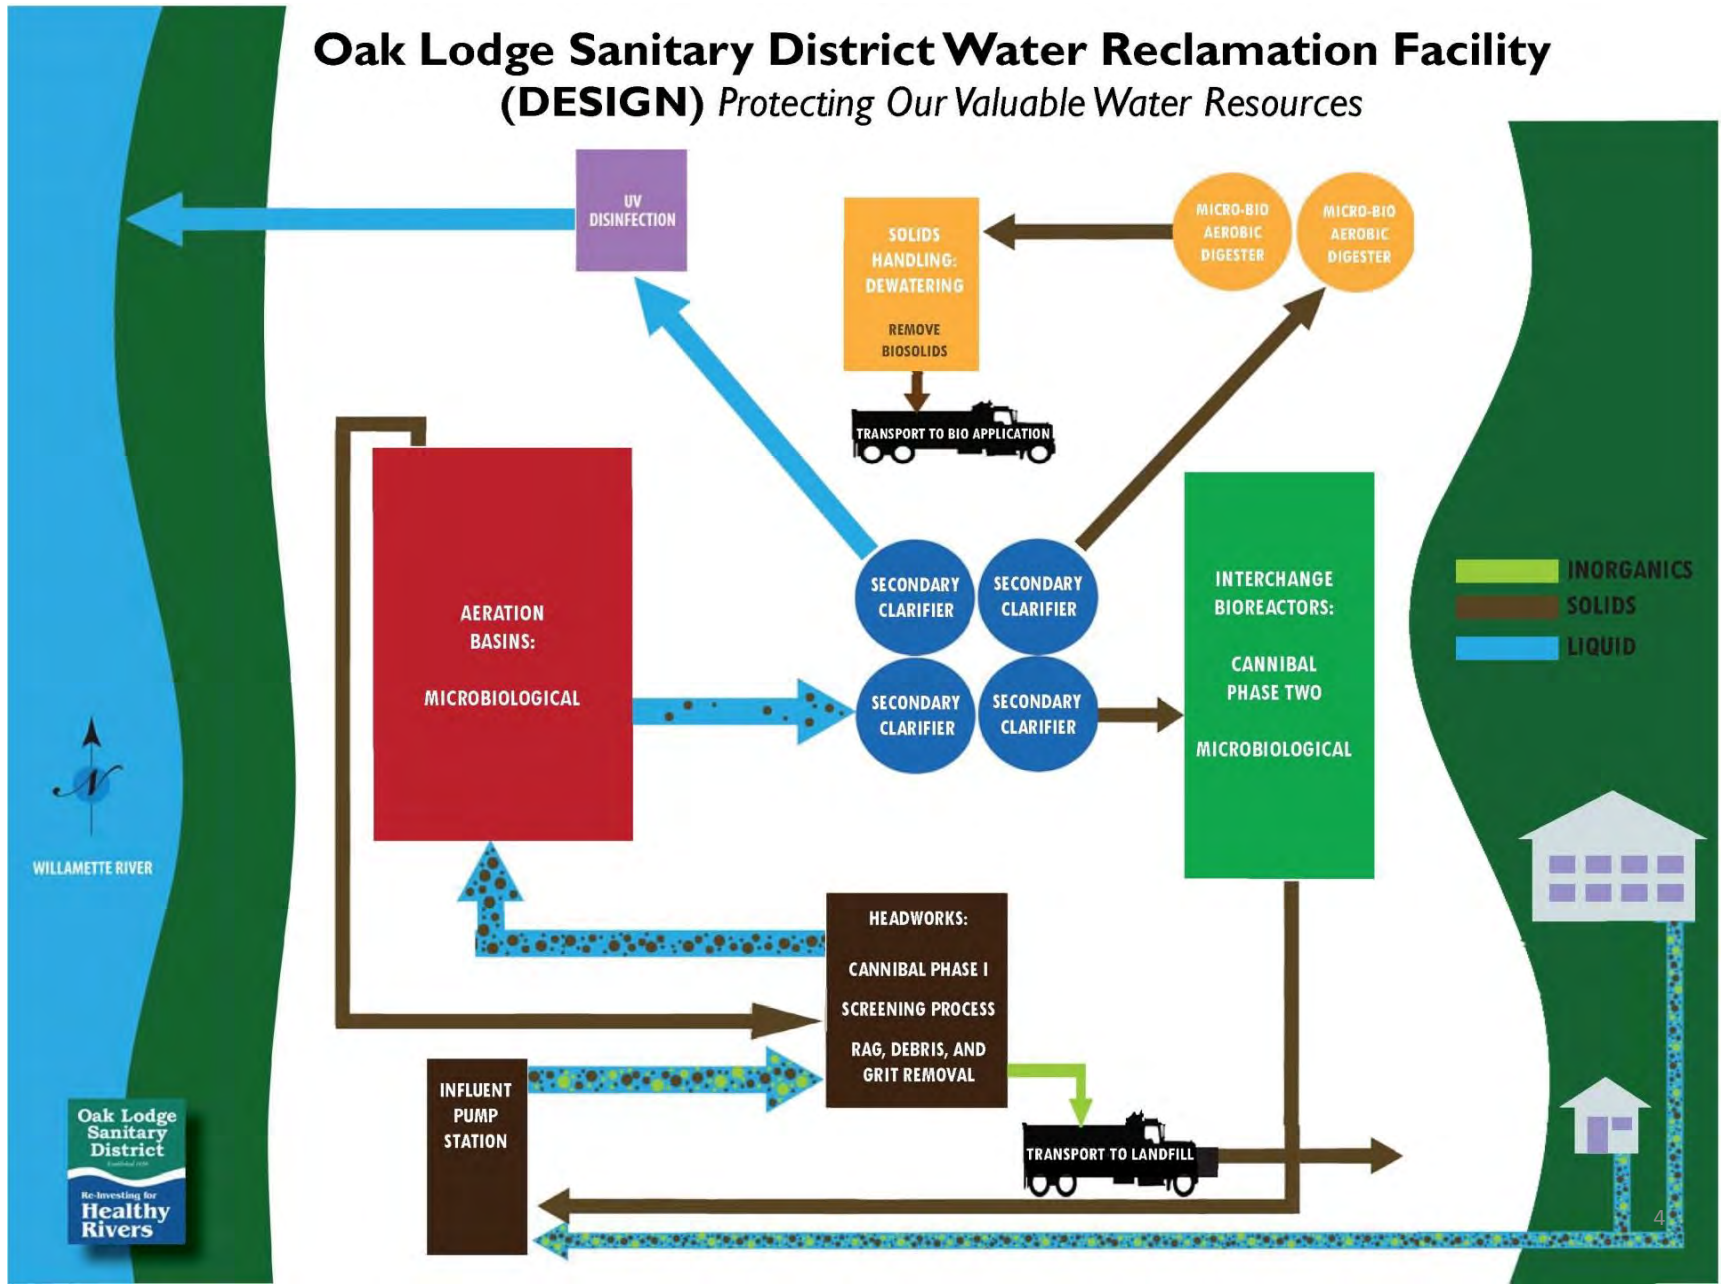 Oak Lodge Sanitary District Water Reclamation Facility
(DESIGN) Protecting Our Valuable Water Resources
UV
DISINFECTION
SOLIDS
HANDLING:
DEWATERING
REMOVE
BIOSOLIDS
MICRO-BIO
AEROBIC
DIGESTER
MICRO-BIO
AEROBIC
DIGESTER
TRANSPORT TO BIO APPLICATION
AERATION
BASINS:
MICROBIOLOGICAL
SECONDARY
CLARIFIER
SECONDARY
CLARIFIER
SECONDARY
CLARIFIER
SECONDARY
CLARIFIER
INTERCHANGE
BIOREACTORS:
CANNIBAL
PHASE TWO
MICROBIOLOGICAL
INORGANICS
SOLIDS
LIQUID
N
WILLAMETTE RIVER
HEADWORKS:
CANNIBAL PHASE I
SCREENING PROCESS
RAG, DEBRIS, AND
GRIT REMOVAL
INFLUENT
PUMP
STATION
TRANSPORT TO LANDFILL
Oak Lodge
Sanitary
District
Established 1956
Re-Investing for
Healthy
Rivers
4